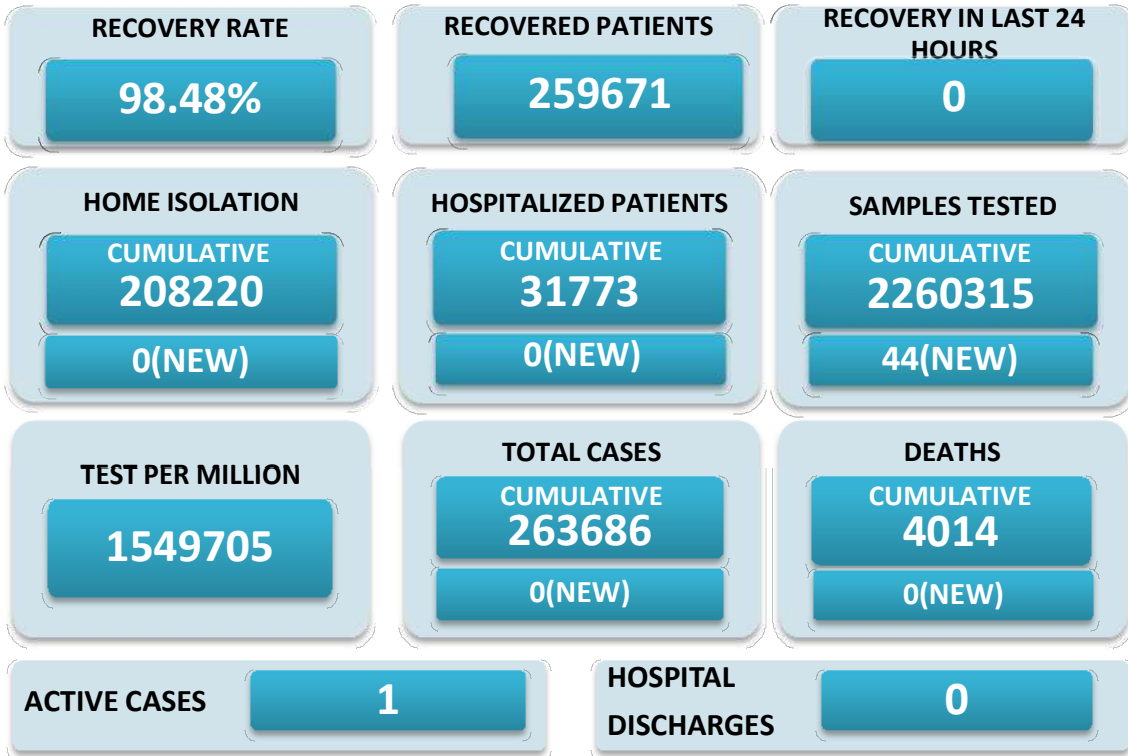 RECOVERY RATE
98.48%
RECOVERED PATIENTS
259671
RECOVERY IN LAST 24
HOURS
0
HOME ISOLATION
CUMULATIVE
208220
0(NEW)
HOSPITALIZED PATIENTS
CUMULATIVE
31773
0(NEW)
SAMPLES TESTED
CUMULATIVE
2260315
44(NEW)
TEST PER MILLION
1549705
TOTAL CASES
CUMULATIVE
263686
0(NEW)
DEATHS
CUMULATIVE
4014
0(NEW)
ACTIVE CASES
1
HOSPITAL
DISCHARGES
0